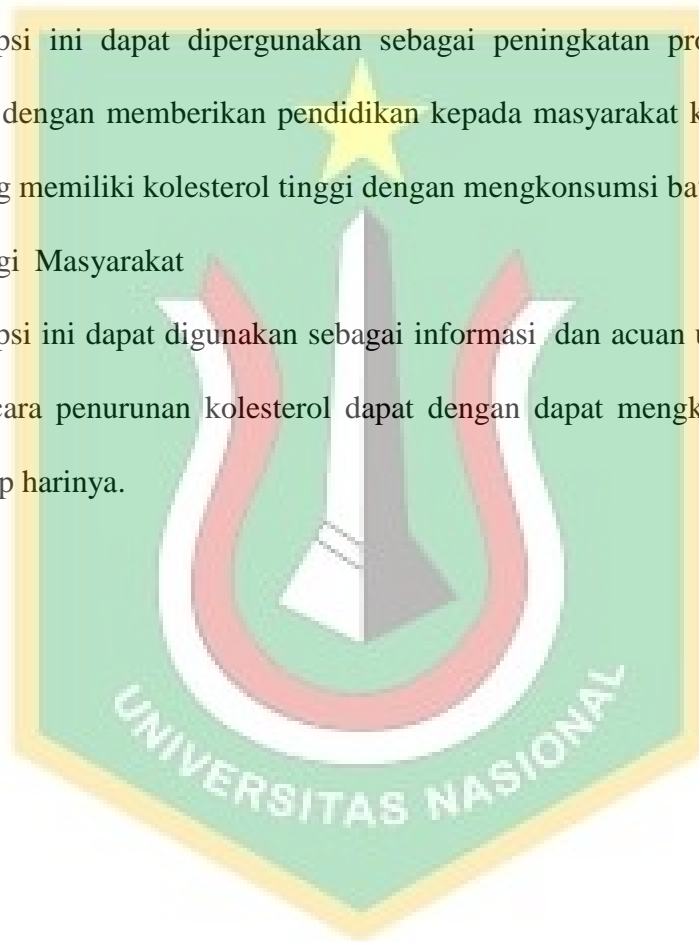 psi ini dapat dipergunakan sebagai peningkatan pro
dengan memberikan pendidikan kepada masyarakat k
g memiliki kolesterol tinggi dengan mengkonsumsi ba
gi Masyarakat
psi ini dapat digunakan sebagai informasi dan acuan u
cara penurunan kolesterol dapat dengan dapat mengk
p harinya.
UNIVERSITAS NASIONAL